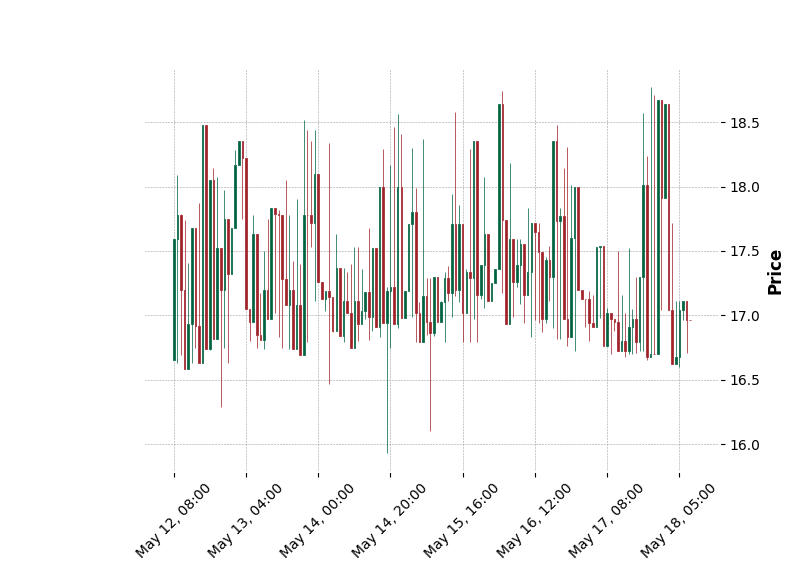 18.5
18.0
17.5
17.0
16.5
16.0
Price
May 12, 08:00
May 13, 04:00
May 14, 00:00
May 14, 20:00
May 15, 16:00
May 16, 12:00
May 17, 08:00
May 18, 05:00